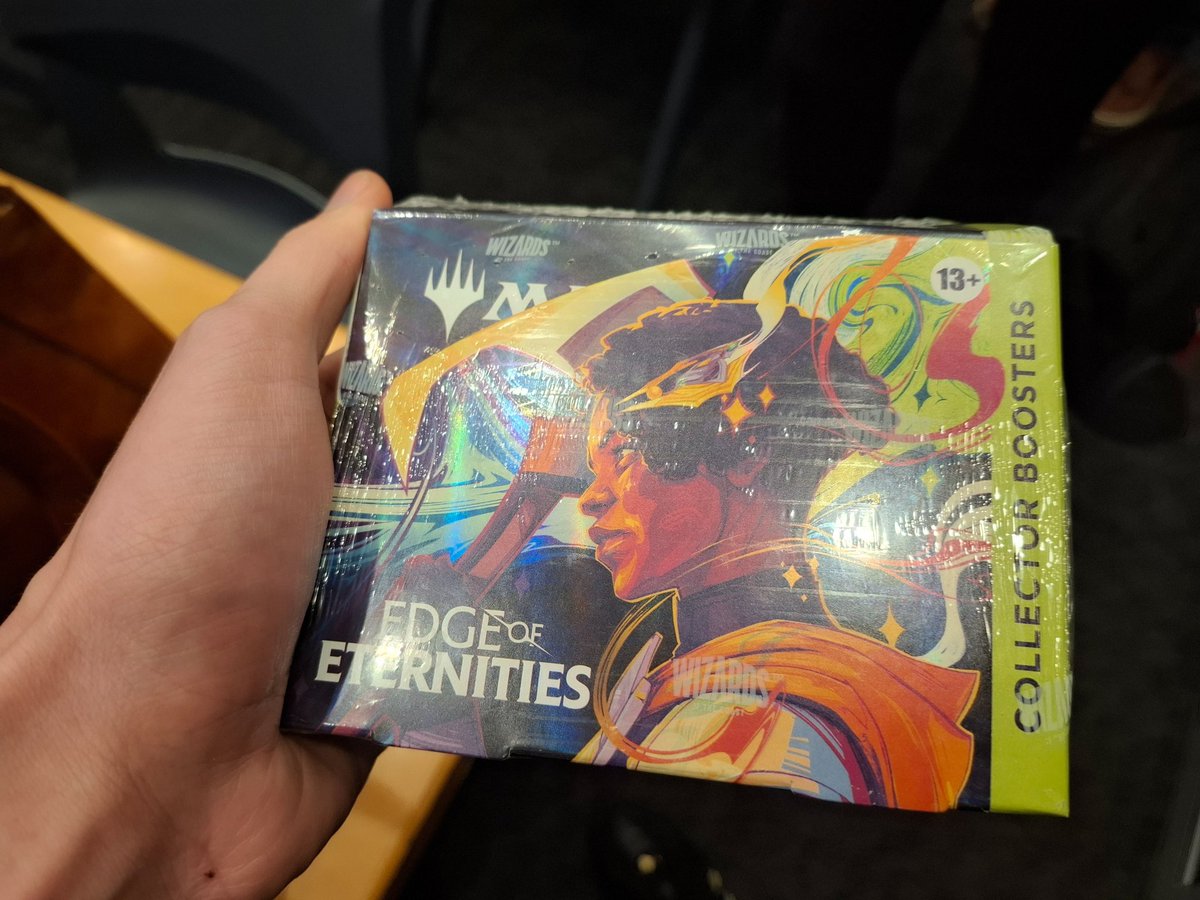 WIZARDS
WIZARDS
13+
EDGE OF
ETERNITIES
WIZARDS
COLLECTOR BOOSTERS